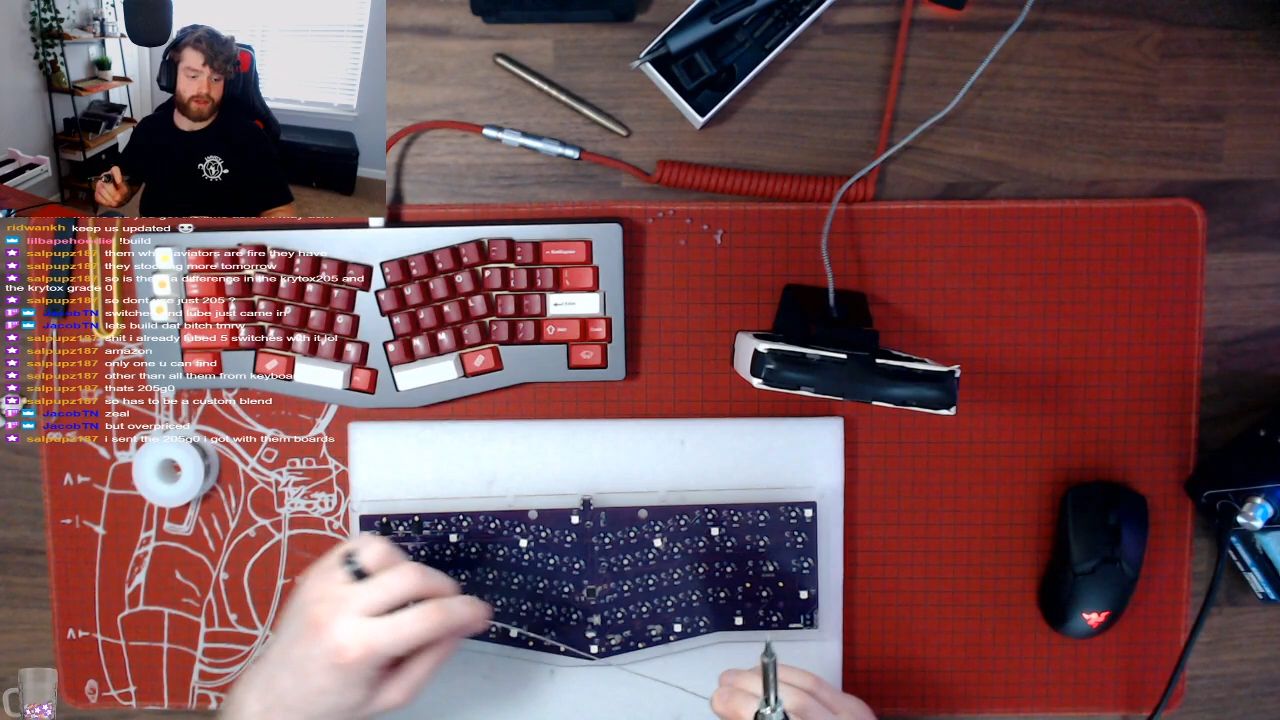 ridwankh keep us updated
lilbapehoodie !build
salpupz187 them wh aviators are fire they have
salpupz187 they stocking more tomorrow
salpupz187 so is there a difference in the krytox205 and
the krytox grade 0
salpupz187 so dont use just 205 ?
JacobTN switches and lube just came in
JacobTN lets build dat bitch tmrw
salpupz187 shit i already lubed 5 switches wth it lol
salpupz187 amazon
salpupz187 only one u can find
salpupz187 other than all them from keyboa
salpupz187 thats 205g0
salpupz187 so has to be a custom blend
JacobTN zeal
JacobTN but overpriced
salpupz187 i sent the 205g0 i got with them boards